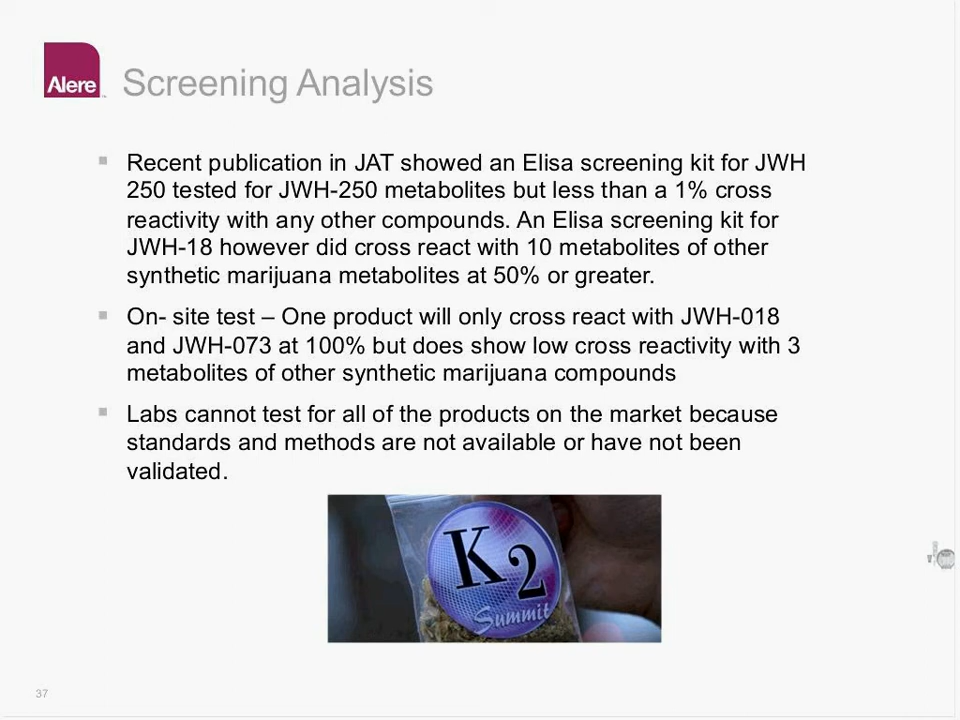 Alere
Screening Analysis
Recent publication in JAT showed an Elisa screening kit for JWH
250 tested for JWH-250 metabolites but less than a 1% cross
reactivity with any other compounds. An Elisa screening kit for
JWH-18 however did cross react with 10 metabolites of other
synthetic marijuana metabolites at 50% or greater.
On- site test – One product will only cross react with JWH-018
and JWH-073 at 100% but does show low cross reactivity with 3
metabolites of other synthetic marijuana compounds
Labs cannot test for all of the products on the market because
standards and methods are not available or have not been
validated.
K2
Summit
37